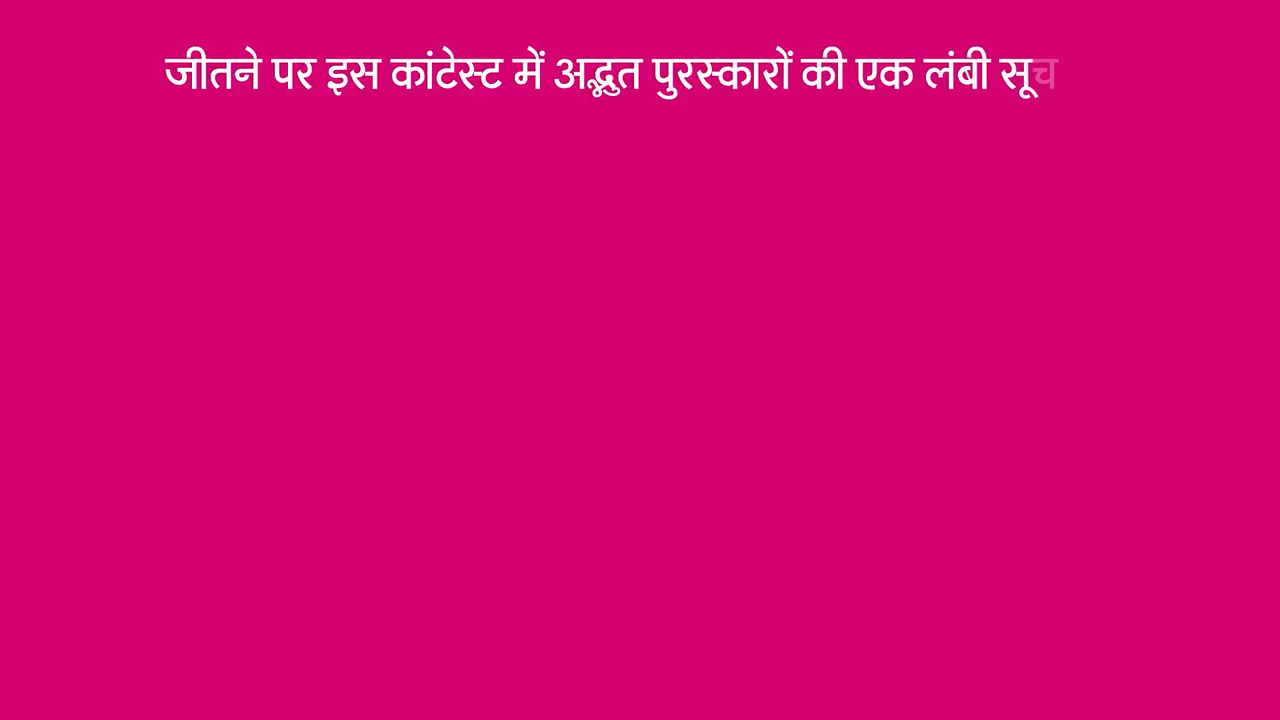 जीतने पर इस कांटेस्ट में अद्भुत पुरस्कारों की एक लंबी सूच